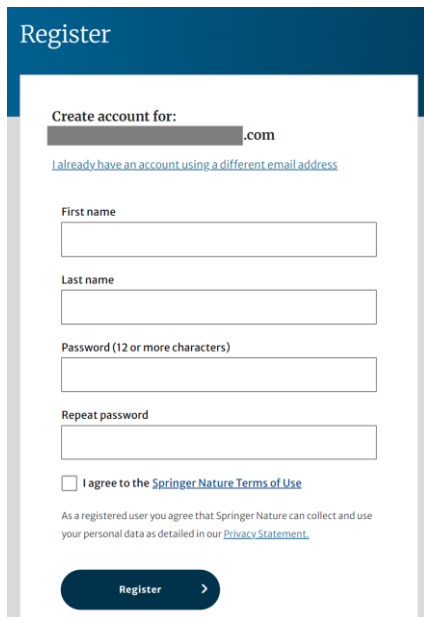 Register
Create account for:
.com
I already have an account using a different email address
First name
Last name
Password (12 or more characters)
Repeat password
I agree to the Springer Nature Terms of Use
As a registered user you agree that Springer Nature can collect and use
your personal data as detailed in our Privacy Statement.
Register